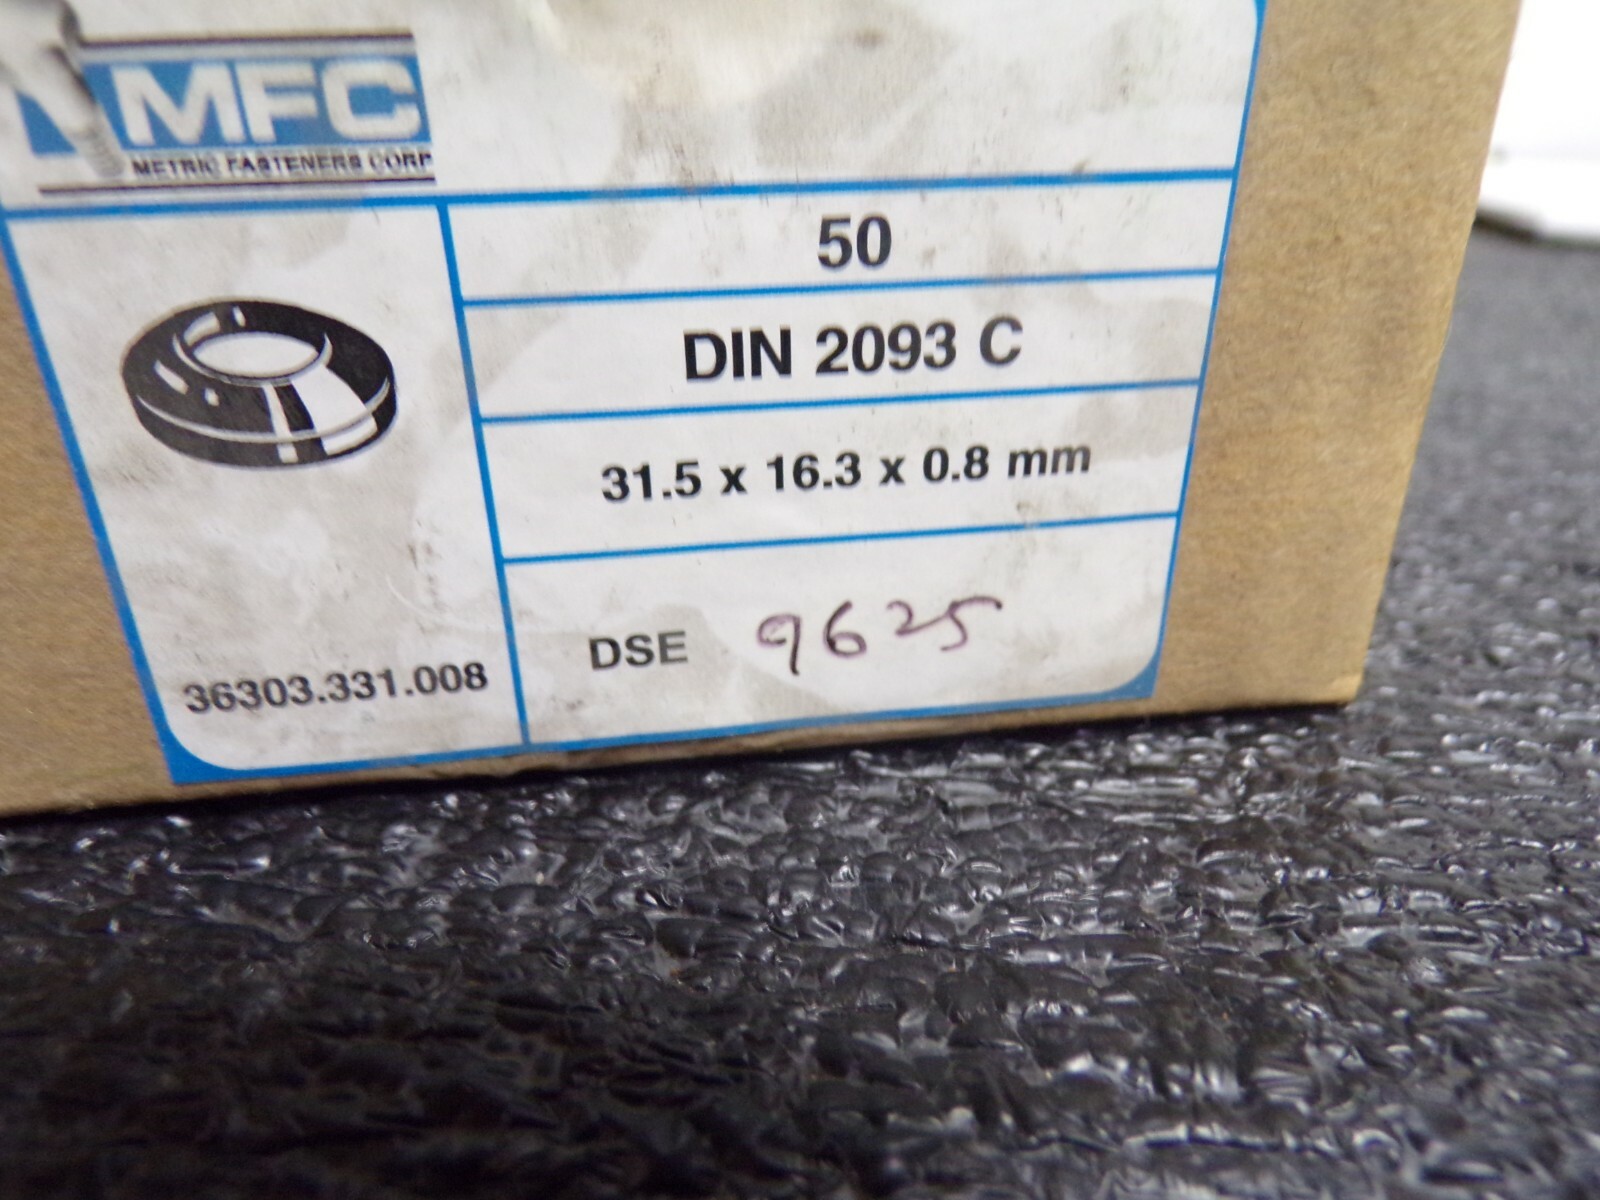 MFC
METRIC FASTENERS CORP
50
DIN 2093 C
31.5 x 16.3 x 0.8 mm
DSE 9625
36303.331.008